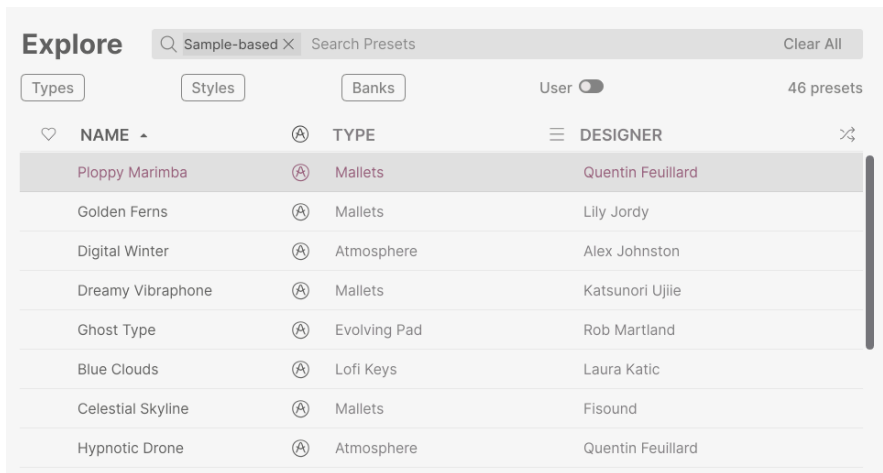 Explore Sample-based Search Presets Clear All
Types Styles Banks User 46 presets
NAME TYPE DESIGNER
Ploppy Marimba Mallets Quentin Feuillard
Golden Ferns Mallets Lily Jordy
Digital Winter Atmosphere Alex Johnston
Dreamy Vibraphone Mallets Katsunori Ujiie
Ghost Type Evolving Pad Rob Martland
Blue Clouds Lofi Keys Laura Katic
Celestial Skyline Mallets Fisound
Hypnotic Drone Atmosphere Quentin Feuillard